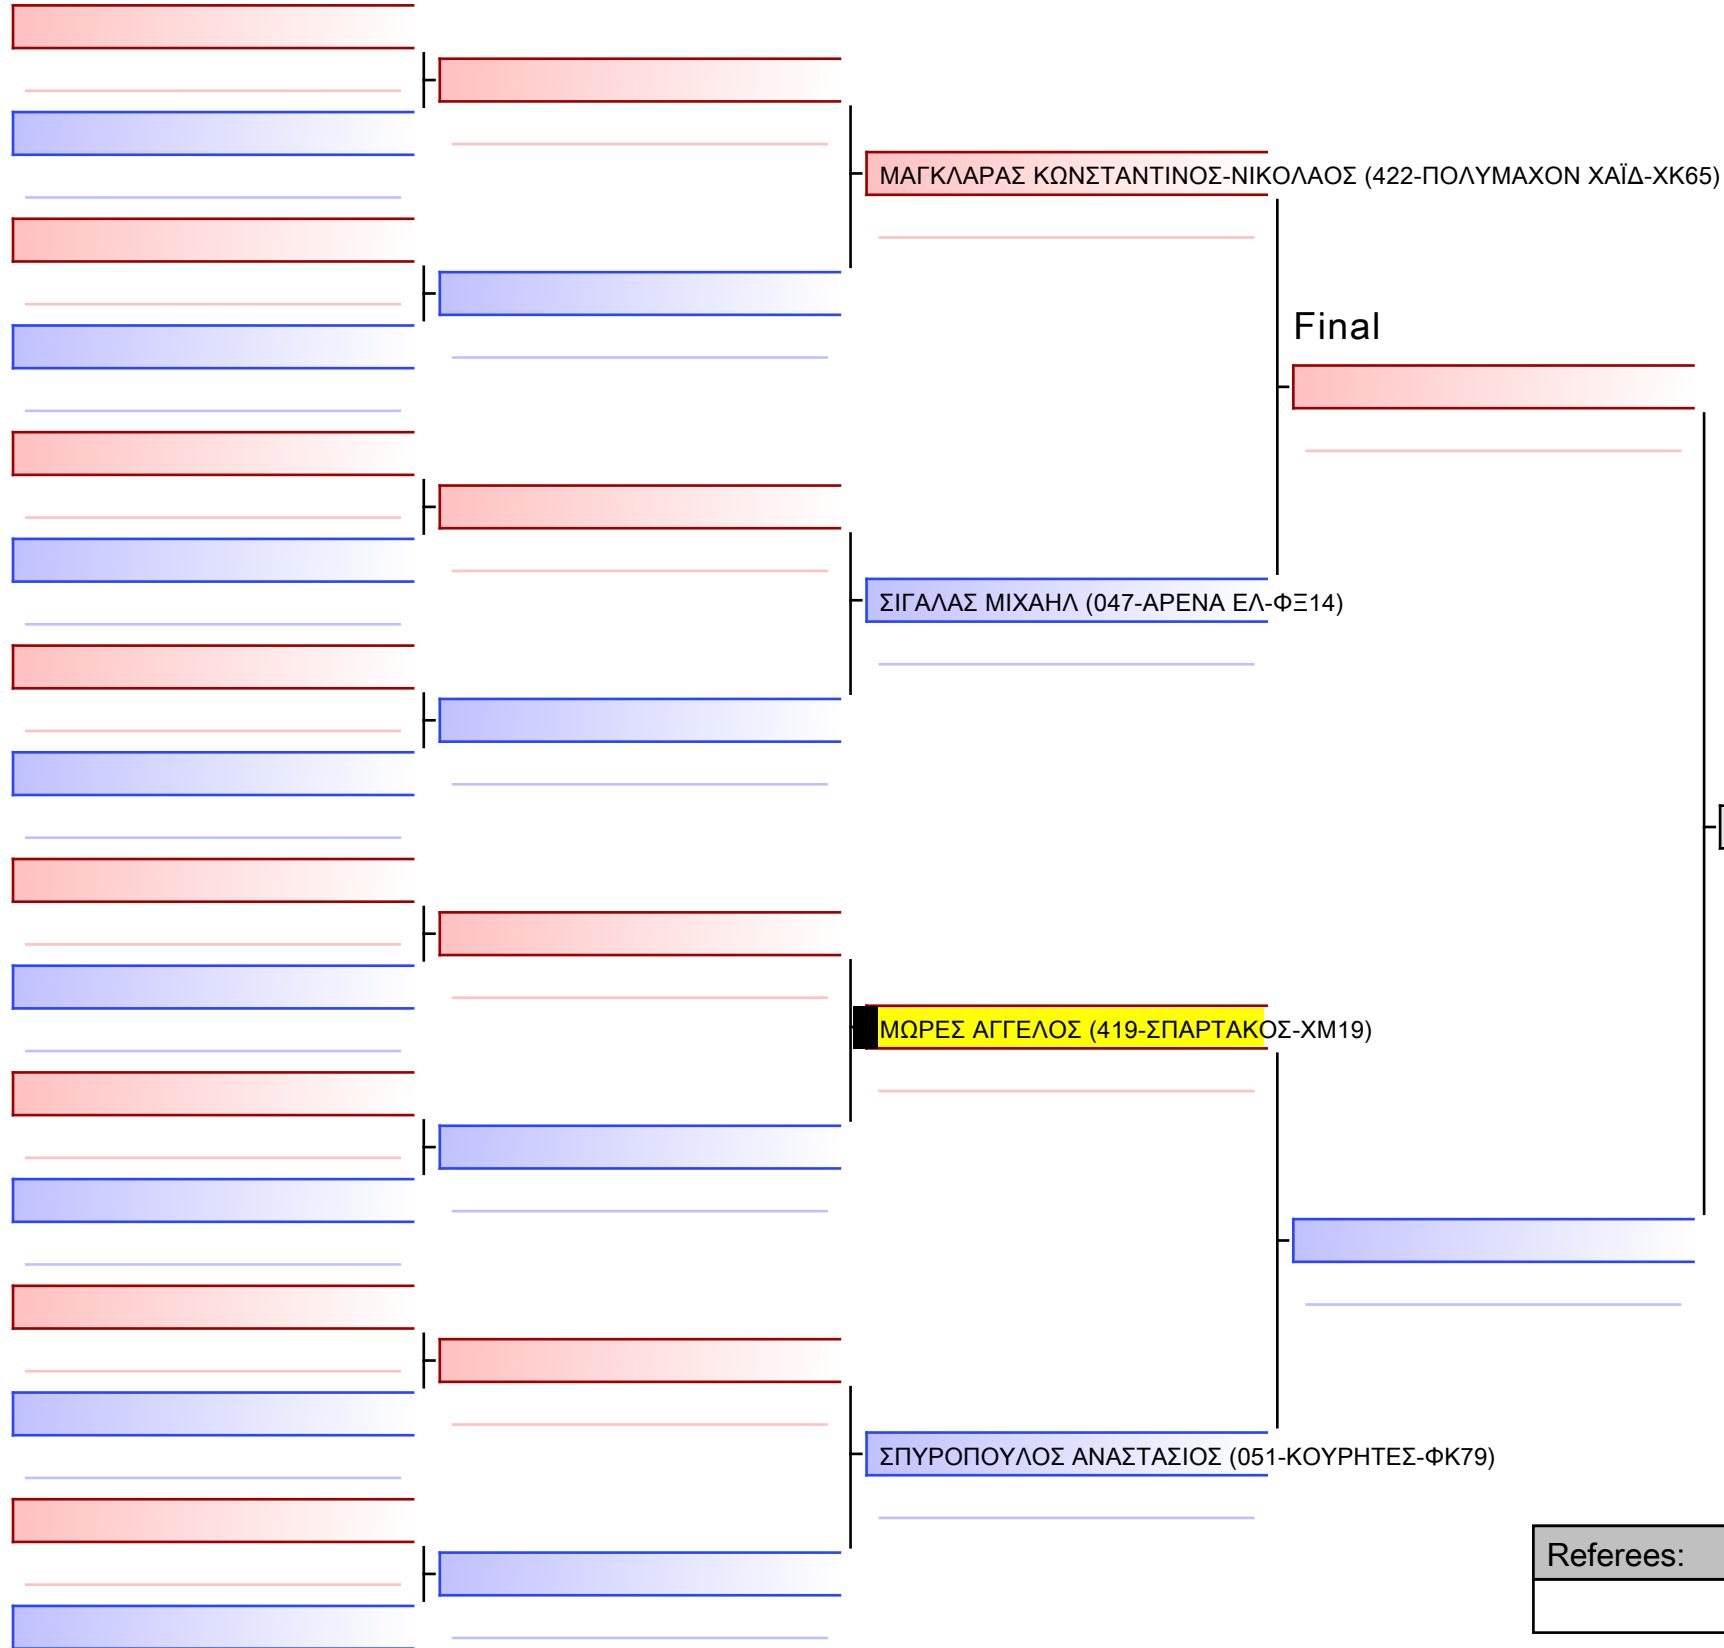 ΜΑΓΚΛΑΡΑΣ ΚΩΝΣΤΑΝΤΙΝΟΣ-ΝΙΚΟΛΑΟΣ (422-ΠΟΛΥΜΑΧΟΝ ΧΑΪΔ-ΧΚ65)
Final
ΣΙΓΑΛΑΣ ΜΙΧΑΗΛ (047-ΑΡΕΝΑ ΕΛ-ΦΞ14)
ΜΩΡΕΣ ΑΓΓΕΛΟΣ (419-ΣΠΑΡΤΑΚΟΣ-ΧΜ19)
ΣΠΥΡΟΠΟΥΛΟΣ ΑΝΑΣΤΑΣΙΟΣ (051-ΚΟΥΡΗΤΕΣ-ΦΚ79)
Referees: